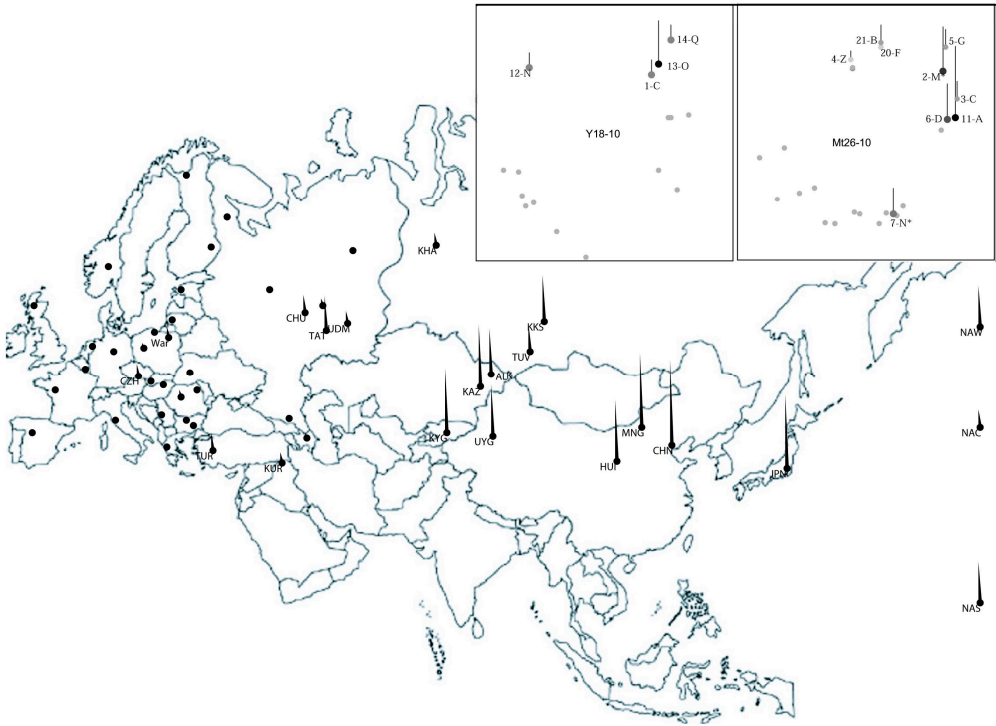 14-Q
13-O
12-N
1-C
Y18-10
21-B
20-F
5-G
4-Z
2-M*
3-C
6-D
11-A
Mt26-10
7-N*
KHA
CHU
TAT
UDM
War
CZH
TUR
KUR
KKS
TUV
ALR
KAZ
KYG
UYG
MNG
CHN
HUI
JPN
NAW
NAC
NAS